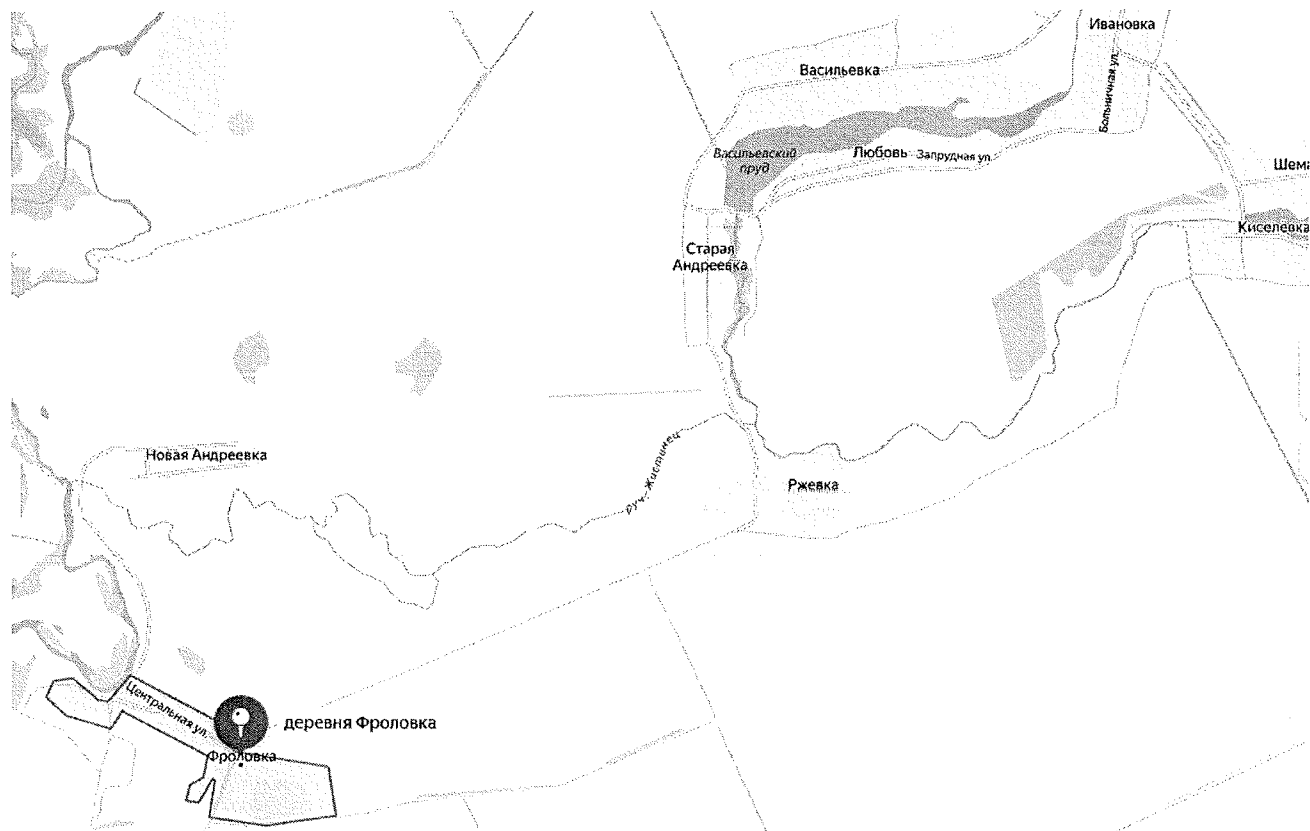 Ивановка
Васильевка
Больничная ул.
Васильевский
пруд
Любовь
Запрудная ул.
Шема
Киселевка
Старая
Андреевка
Новая Андреевка
руч. Жистинец
Ржевка
Центральная ул.
деревня Фроловка
Фроловка